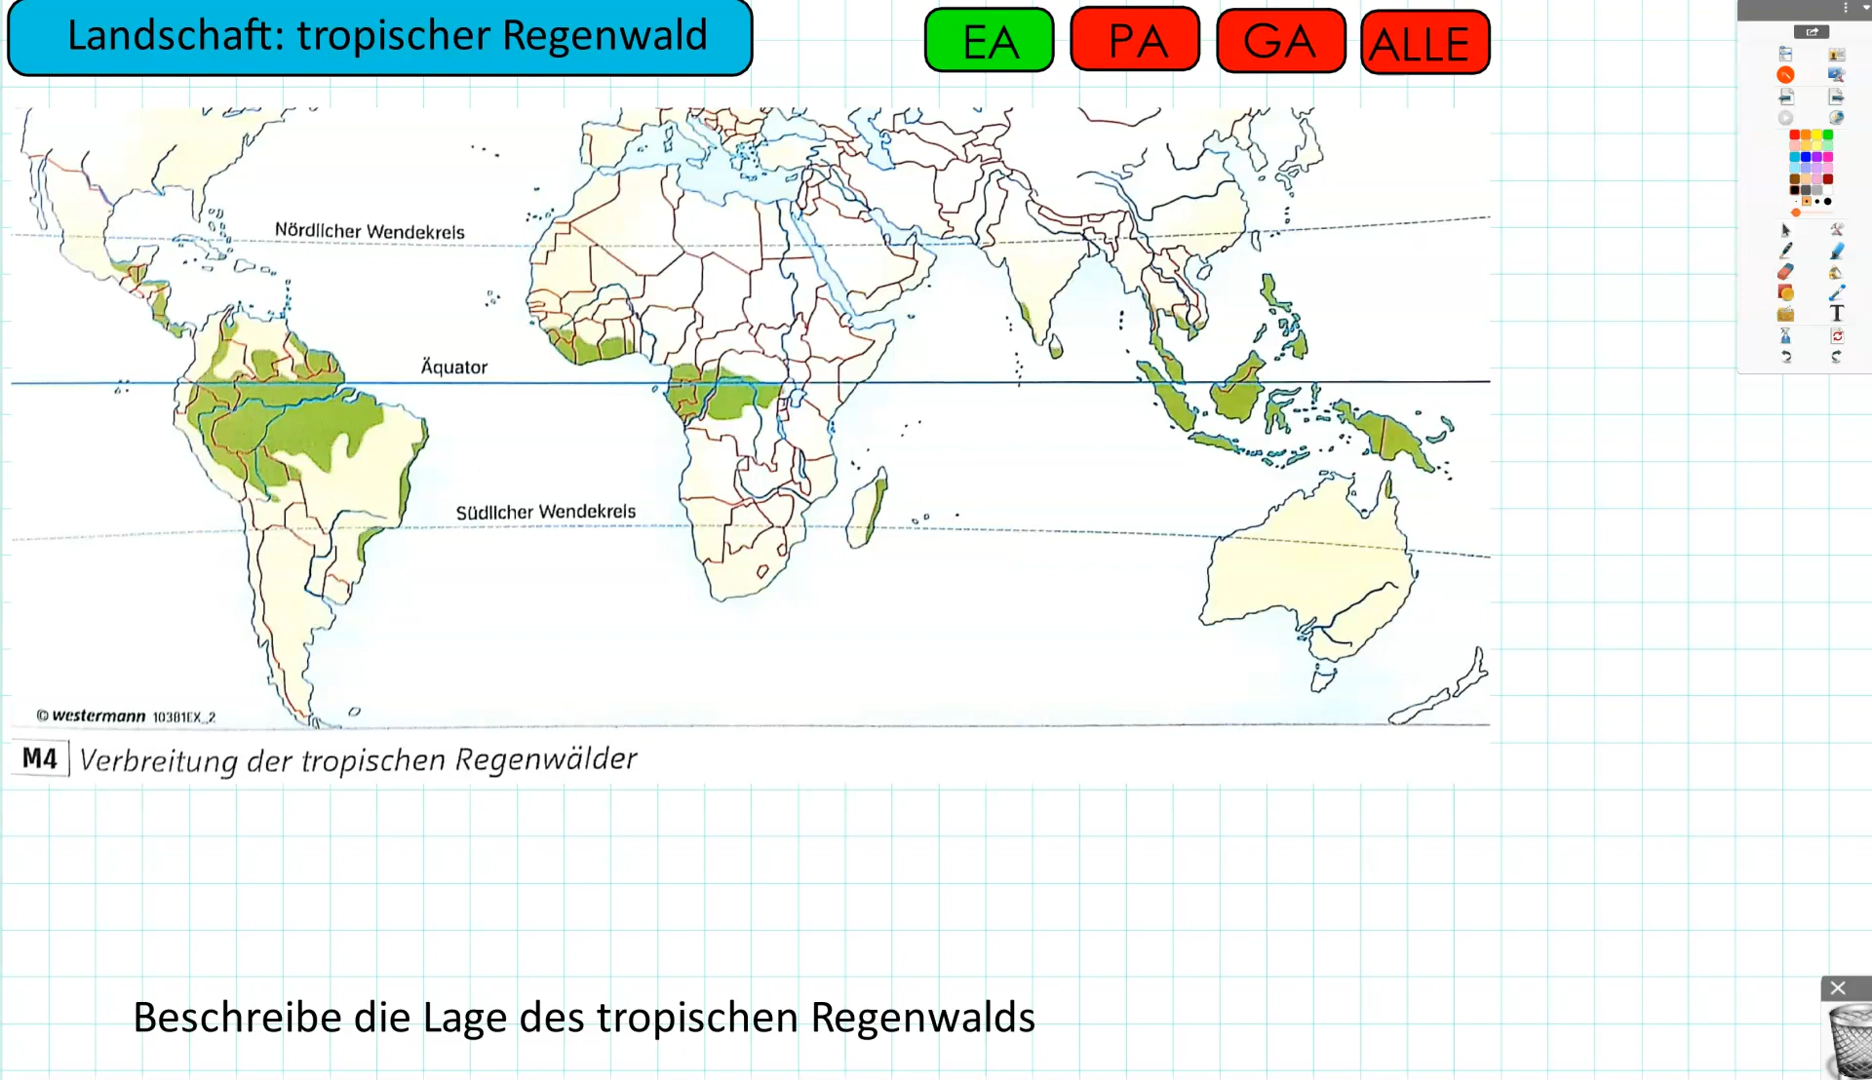 Landschaft: tropischer Regenwald
EA PA GA ALLE
Nördlicher Wendekreis
Äquator
Südlicher Wendekreis
© westermann 10381EX_2
M4 Verbreitung der tropischen Regenwälder
Beschreibe die Lage des tropischen Regenwalds
T